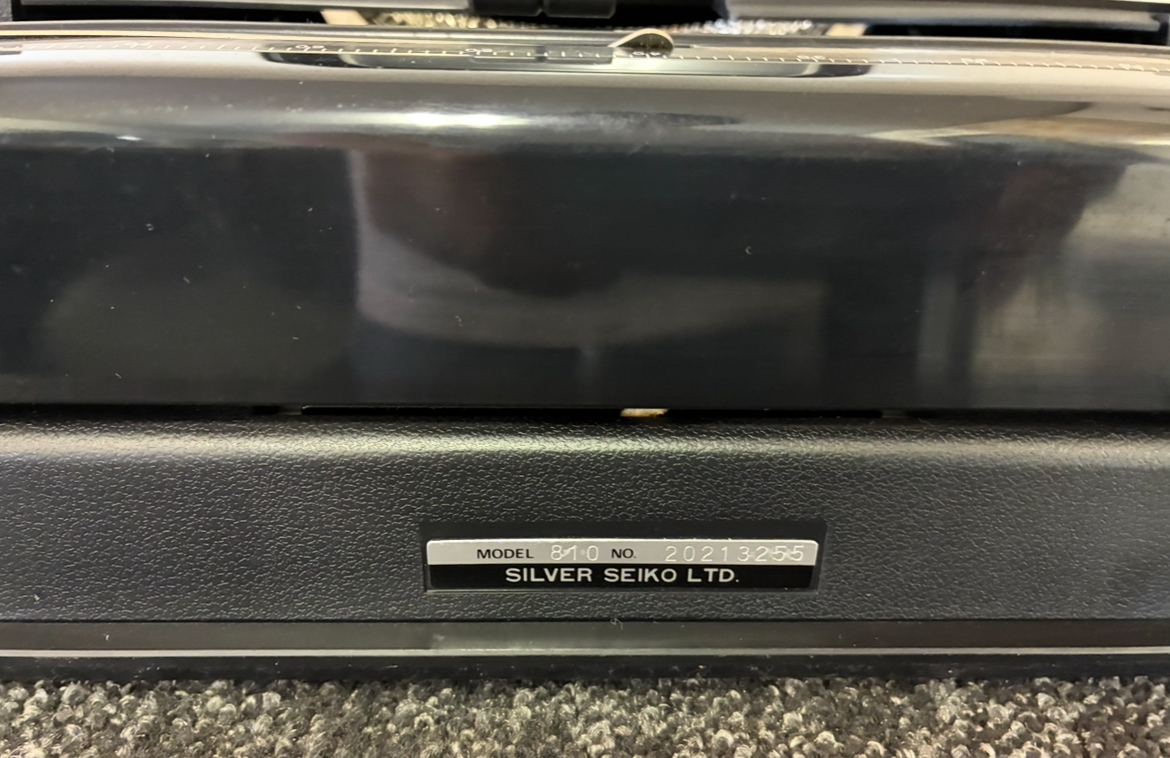 MODEL 810 NO. 20213255
SILVER SEIKO LTD.